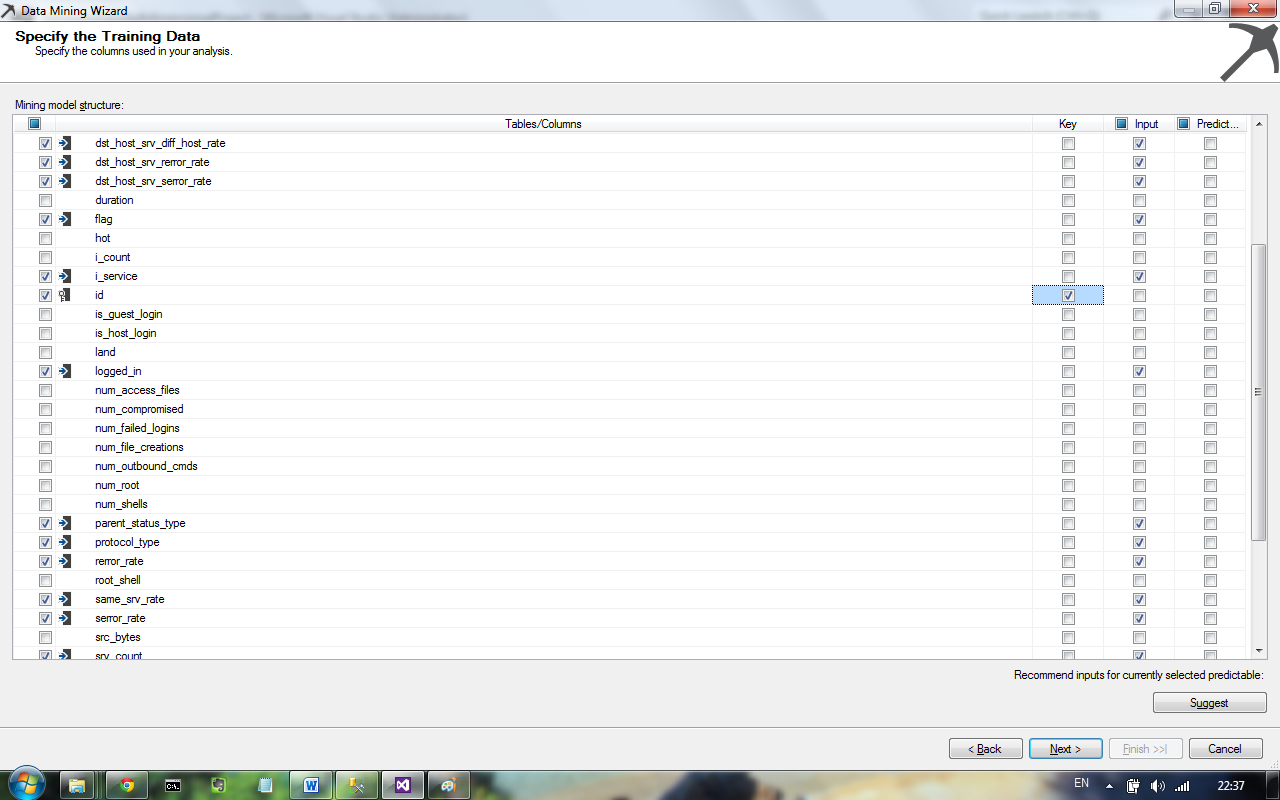 Data Mining Wizard
Specify the Training Data
Specify the columns used in your analysis.
Mining model structure:
Tables/Columns Key Input Predict...
dst_host_srv_diff_host_rate
dst_host_srv_rerror_rate
dst_host_srv_serror_rate
duration
flag
hot
i_count
i_service
id
is_guest_login
is_host_login
land
logged_in
num_access_files
num_compromised
num_failed_logins
num_file_creations
num_outbound_cmds
num_root
num_shells
parent_status_type
protocol_type
rerror_rate
root_shell
same_srv_rate
serror_rate
src_bytes
srv_count
Recommend inputs for currently selected predictable:
Suggest
< Back Next > Finish >>| Cancel
EN 22:37